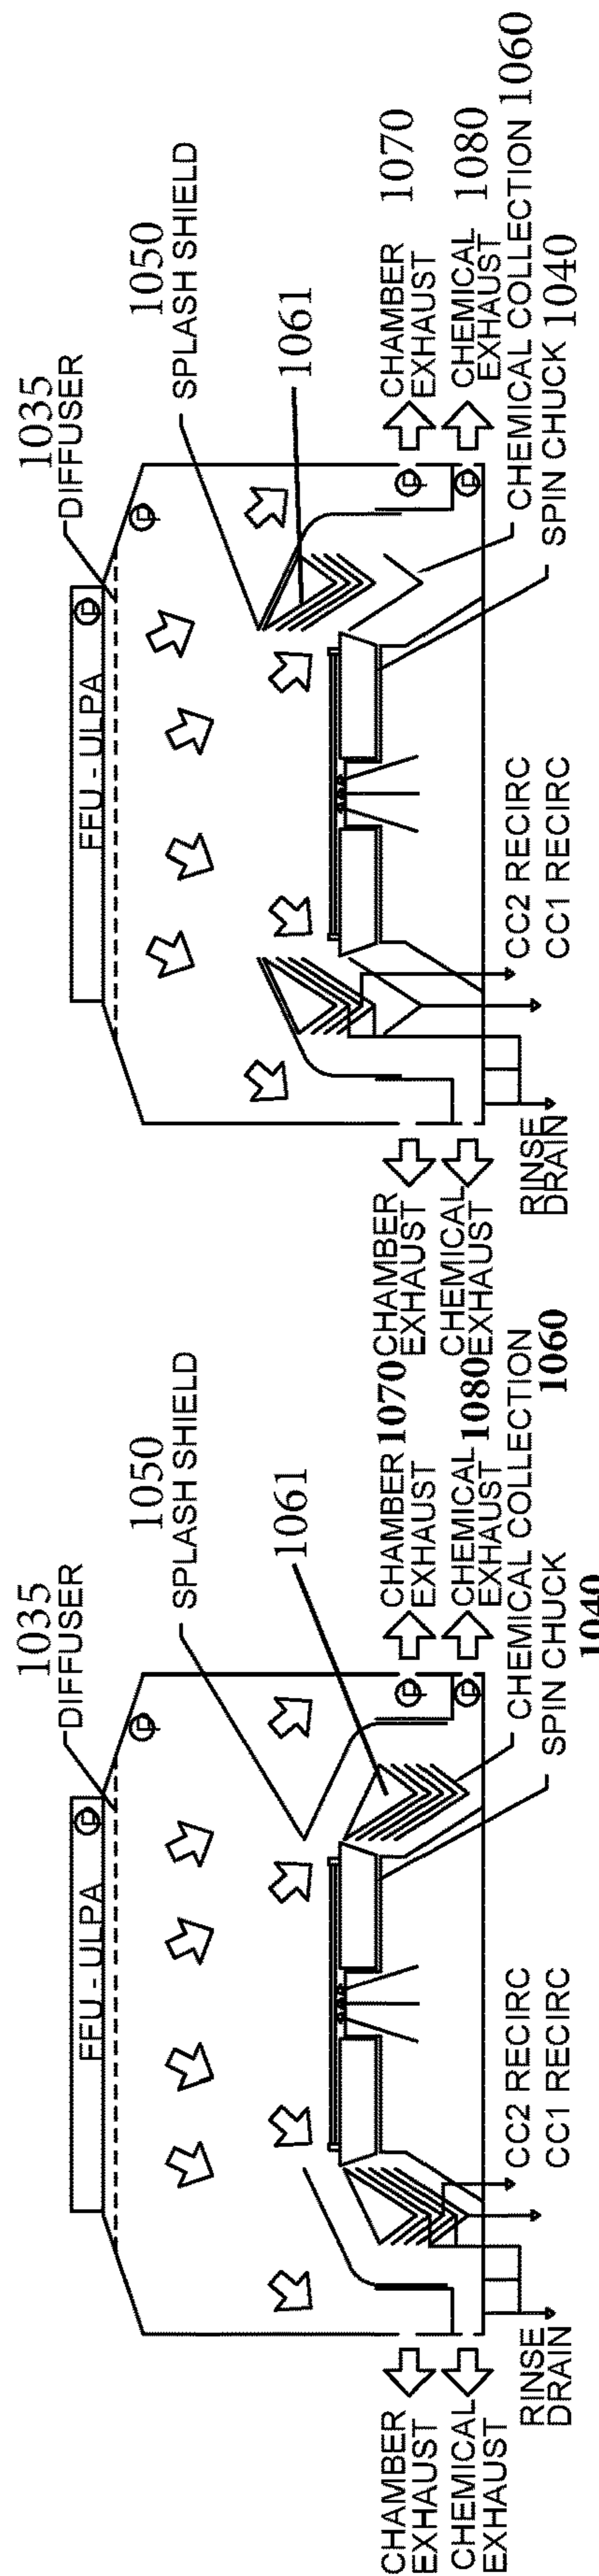 1035
DIFFUSER
FFU - ULPA
1050
SPLASH SHIELD
1061
CHAMBER
EXHAUST
CHEMICAL
EXHAUST
RINSE
DRAIN
CC2 RECIRC
CC1 RECIRC
CHAMBER 1070
EXHAUST
CHEMICAL 1080
EXHAUST
CHEMICAL COLLECTION
1060
SPIN CHUCK
1040
1035
DIFFUSER
FFU - ULPA
1050
SPLASH SHIELD
1061
CHAMBER
EXHAUST
CHEMICAL
EXHAUST
RINSE
DRAIN
CC2 RECIRC
CC1 RECIRC
CHAMBER 1070
EXHAUST
CHEMICAL 1080
EXHAUST
CHEMICAL COLLECTION 1060
SPIN CHUCK 1040